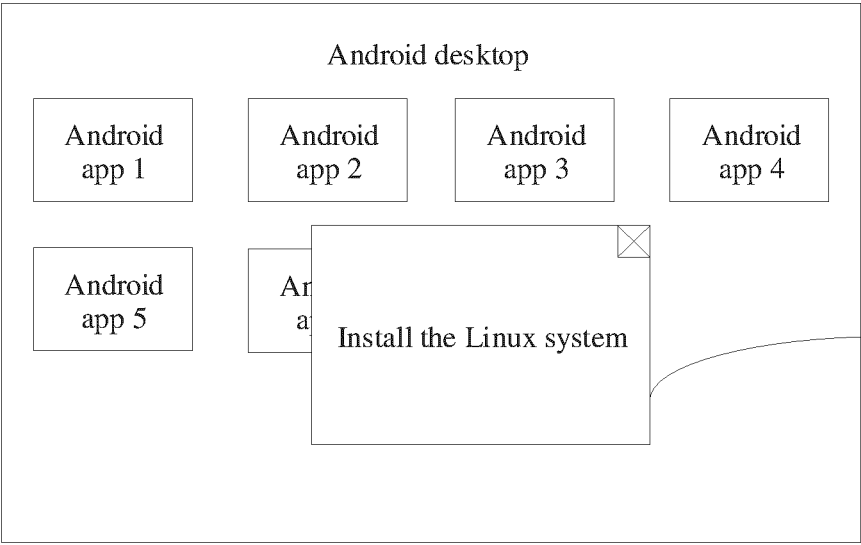 Android desktop
Android
app 1
Android
app 2
Android
app 3
Android
app 4
Android
app 5
An
a
Install the Linux system